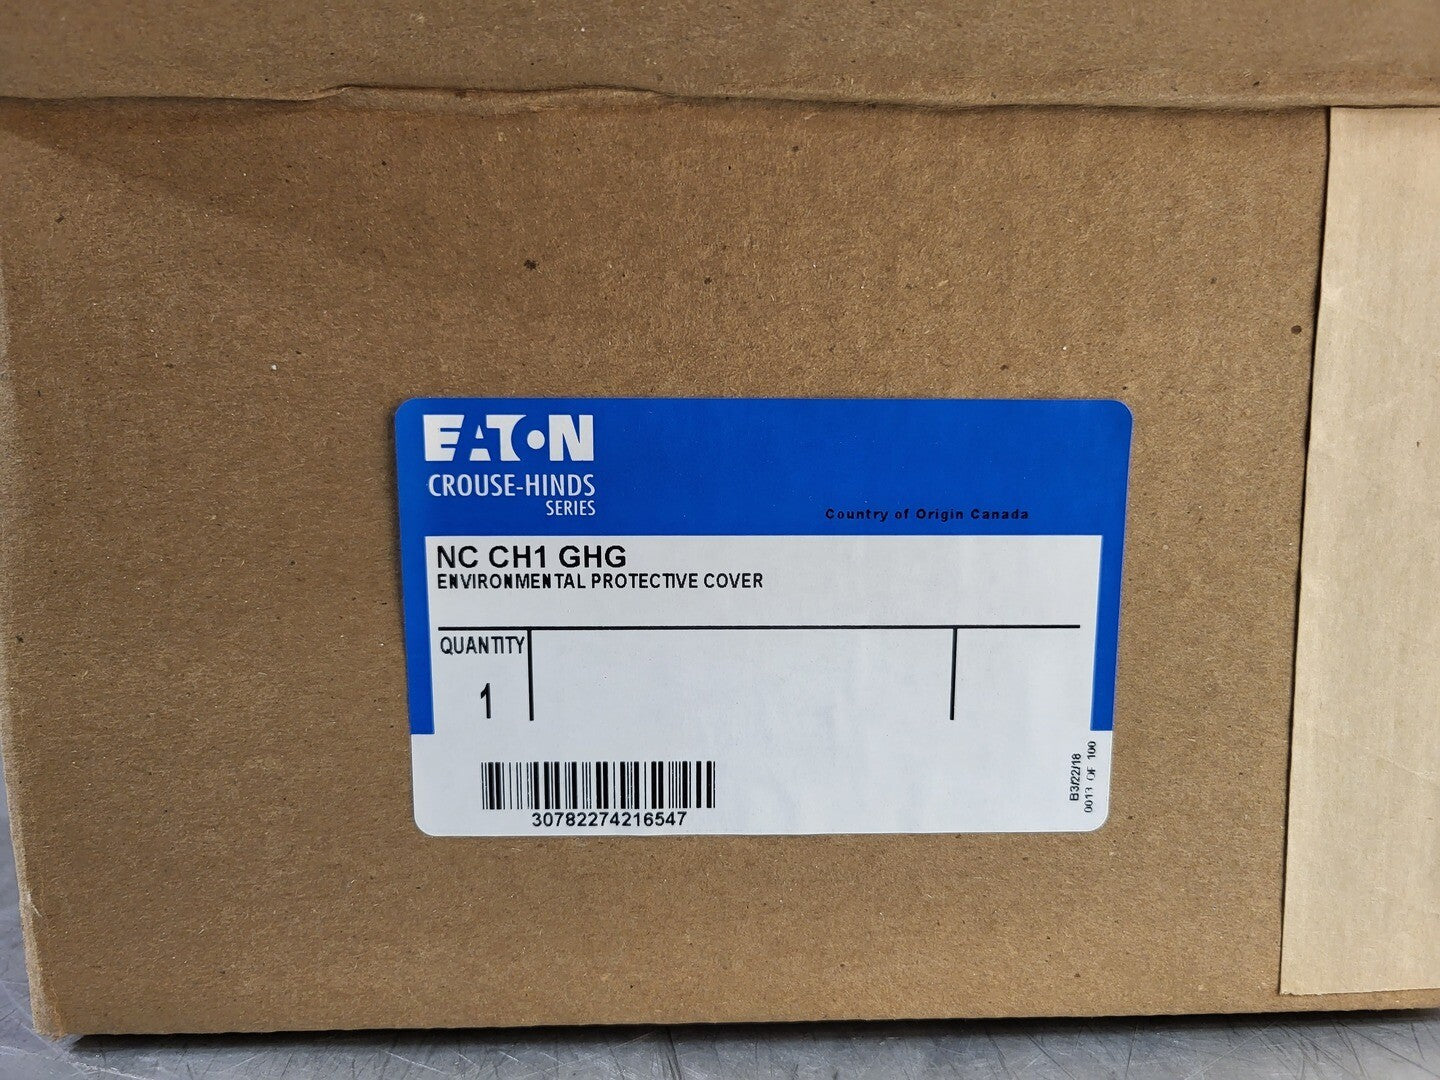 EATON
CROUSE-HINDS
SERIES
Country of Origin Canada
NC CH1 GHG
ENVIRONMENTAL PROTECTIVE COVER
QUANTITY
1
30782274216547
B3/22/18
0013 OF 100